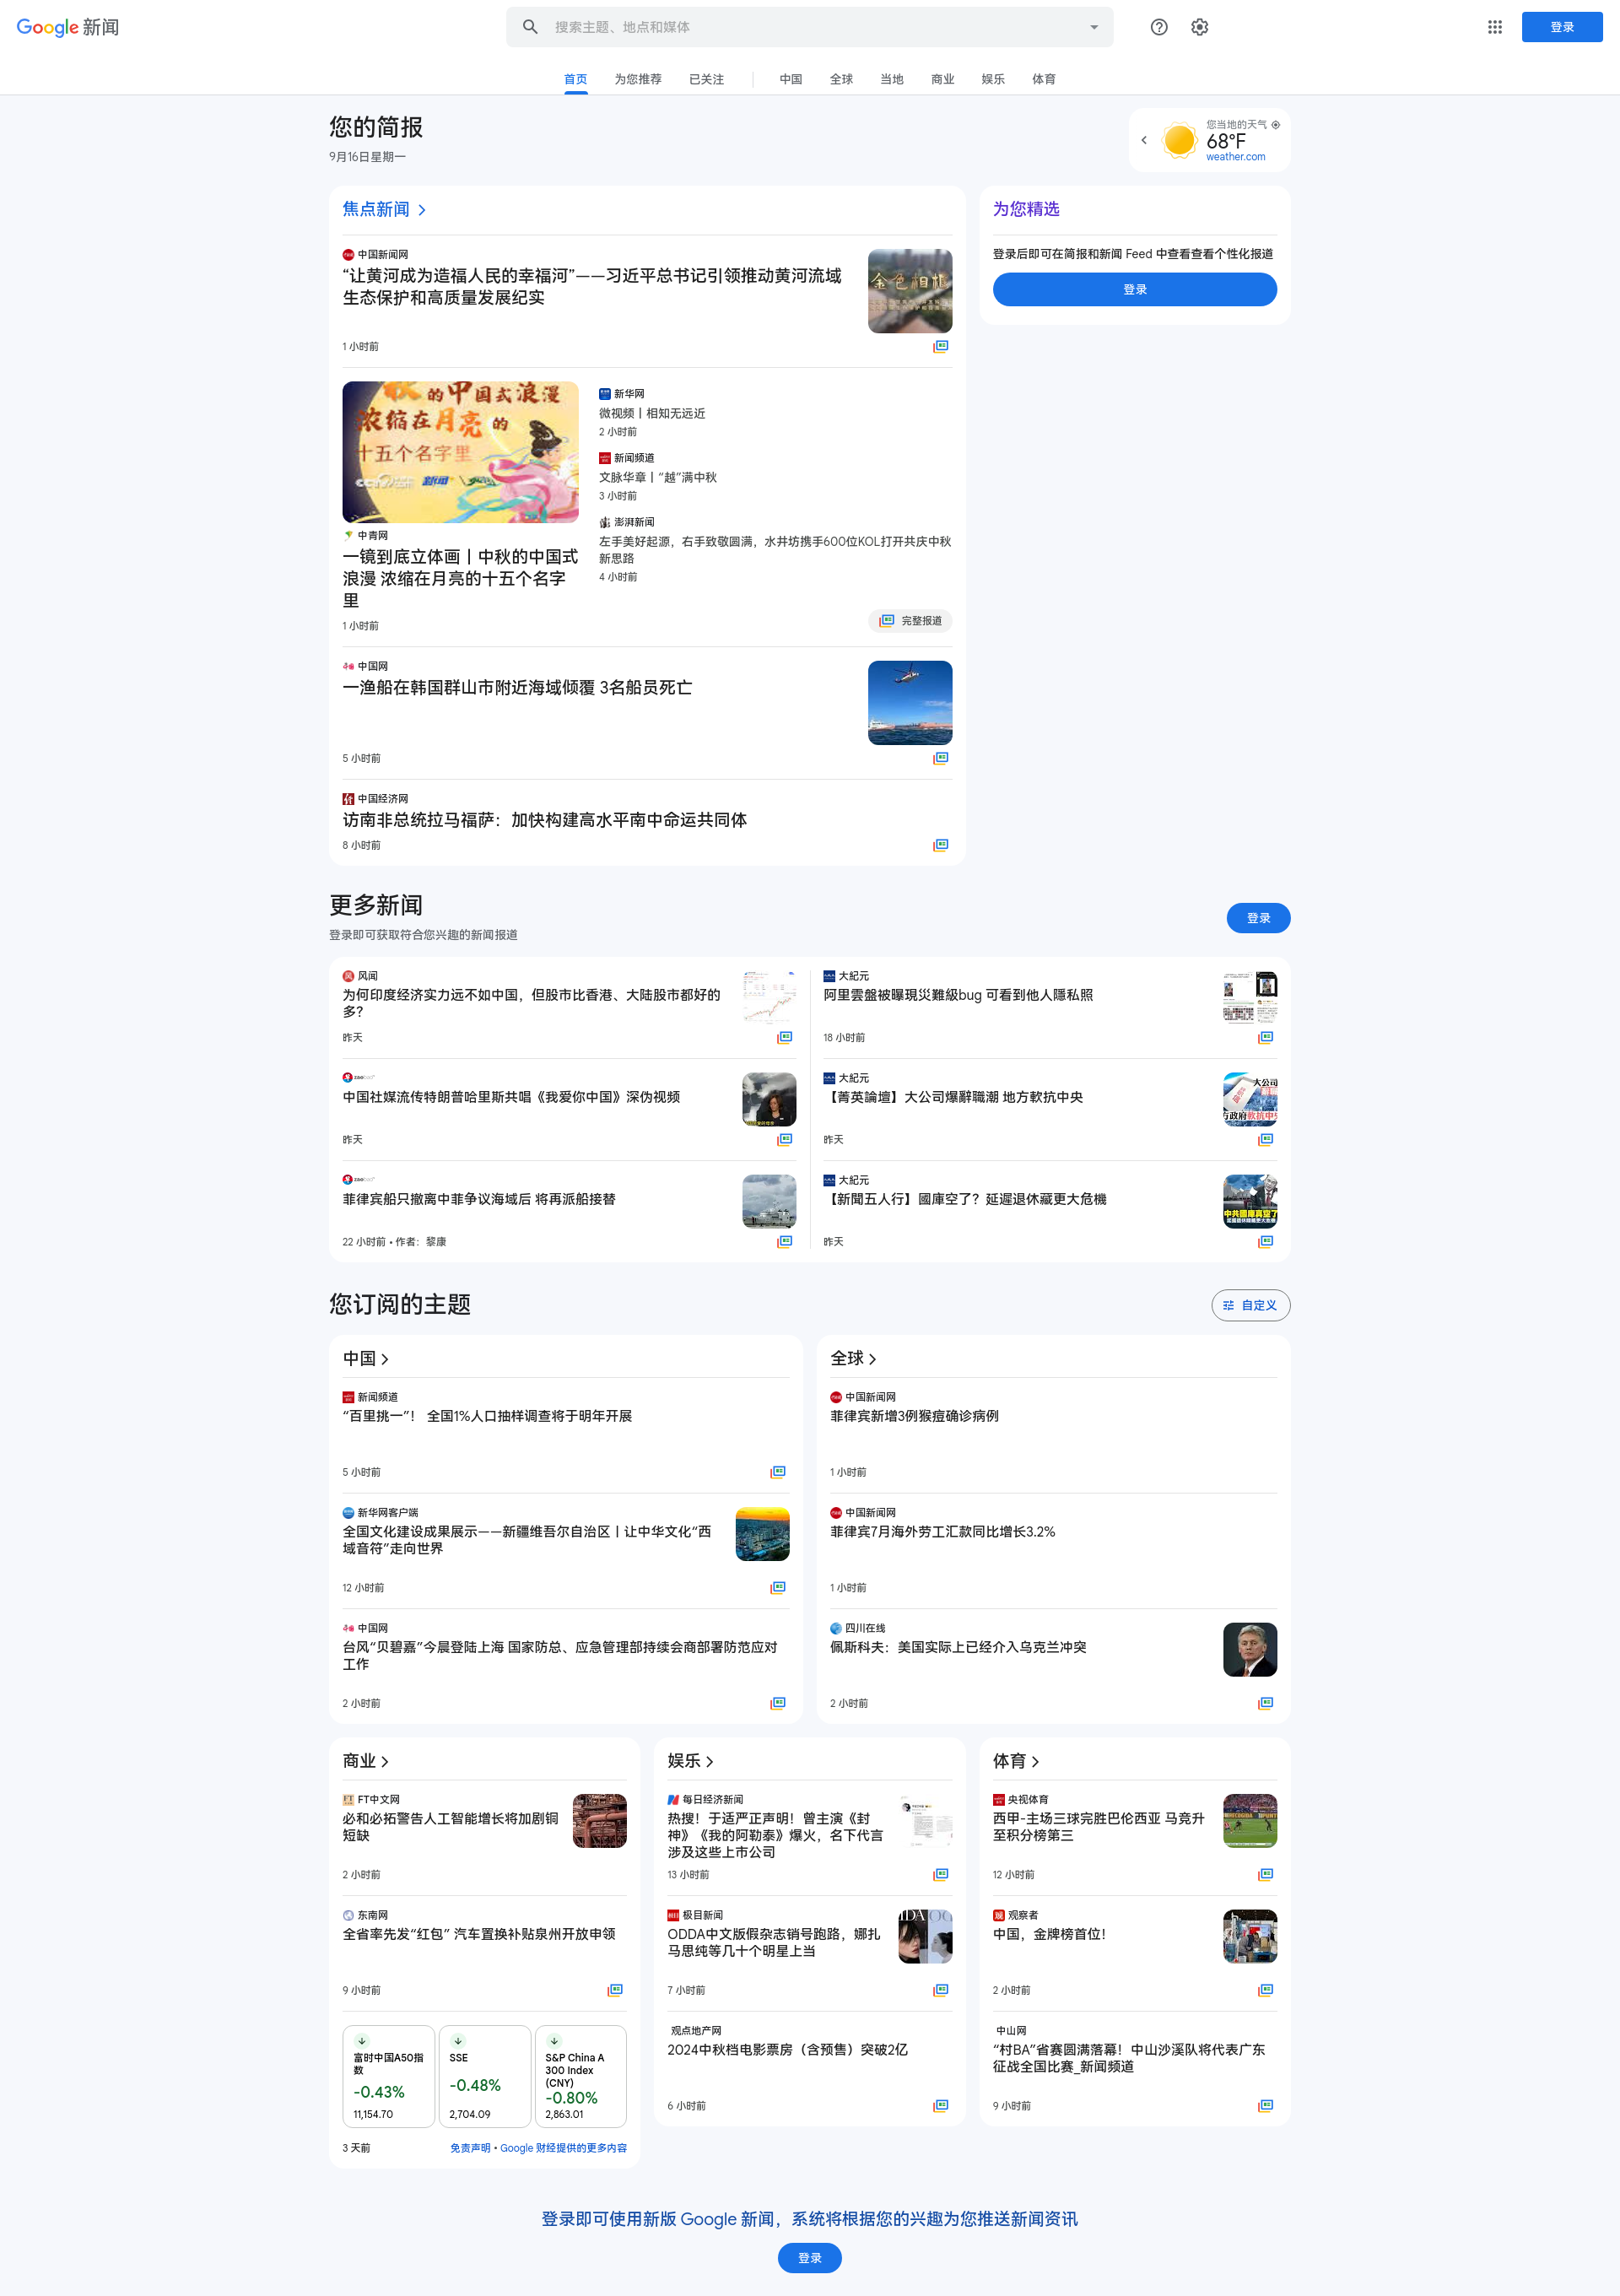 Google 新闻
搜索主题、地点和媒体
登录
首页
为您推荐
已关注
中国
全球
当地
商业
娱乐
体育
您的简报
9月16日星期一
您当地的天气
68°F
weather.com
焦点新闻
中国新闻网
“让黄河成为造福人民的幸福河”——习近平总书记引领推动黄河流域
生态保护和高质量发展纪实
金色相框
1 小时前
的中国式浪漫
浓缩在月亮的
十五个名字里
中青网
一镜到底立体画丨中秋的中国式
浪漫 浓缩在月亮的十五个名字
里
1 小时前
新华网
微视频丨相知无远近
2 小时前
新闻频道
文脉华章丨“越”满中秋
3 小时前
澎湃新闻
左手美好起源，右手致敬圆满，水井坊携手600位KOL打开共庆中秋
新思路
4 小时前
完整报道
中国网
一渔船在韩国群山市附近海域倾覆 3名船员死亡
5 小时前
中国经济网
访南非总统拉马福萨：加快构建高水平南中命运共同体
8 小时前
为您精选
登录后即可在简报和新闻 Feed 中查看查看个性化报道
登录
更多新闻
登录即可获取符合您兴趣的新闻报道
登录
风闻
为何印度经济实力远不如中国，但股市比香港、大陆股市都好的
多？
昨天
zaobao
中国社媒流传特朗普哈里斯共唱《我爱你中国》深伪视频
昨天
zaobao
菲律宾船只撤离中菲争议海域后 将再派船接替
22 小时前 • 作者：黎康
大紀元
阿里雲盤被曝現災難級bug 可看到他人隱私照
18 小时前
大紀元
【菁英論壇】大公司爆辭職潮 地方軟抗中央
大公司
方政府軟抗中央
昨天
大紀元
【新聞五人行】國庫空了？延遲退休藏更大危機
中共國庫真空了
昨天
您订阅的主题
自定义
中国
新闻频道
“百里挑一”！ 全国1%人口抽样调查将于明年开展
5 小时前
新华网客户端
全国文化建设成果展示——新疆维吾尔自治区丨让中华文化“西
域音符”走向世界
12 小时前
中国网
台风“贝碧嘉”今晨登陆上海 国家防总、应急管理部持续会商部署防范应对
工作
2 小时前
全球
中国新闻网
菲律宾新增3例猴痘确诊病例
1 小时前
中国新闻网
菲律宾7月海外劳工汇款同比增长3.2%
1 小时前
四川在线
佩斯科夫：美国实际上已经介入乌克兰冲突
2 小时前
商业
FT中文网
必和必拓警告人工智能增长将加剧铜
短缺
2 小时前
东南网
全省率先发“红包” 汽车置换补贴泉州开放申领
9 小时前
富时中国A50指
数
-0.43%
11,154.70
SSE
-0.48%
2,704.09
S&P China A
300 Index
(CNY)
-0.80%
2,863.01
3 天前
免责声明 • Google 财经提供的更多内容
娱乐
每日经济新闻
热搜！于适严正声明！曾主演《封
神》《我的阿勒泰》爆火，名下代言
涉及这些上市公司
13 小时前
极目新闻
ODDA中文版假杂志销号跑路，娜扎
马思纯等几十个明星上当
7 小时前
观点地产网
2024中秋档电影票房（含预售）突破2亿
6 小时前
体育
央视体育
西甲-主场三球完胜巴伦西亚 马竞升
至积分榜第三
12 小时前
观察者
中国，金牌榜首位！
2 小时前
中山网
“村BA”省赛圆满落幕！中山沙溪队将代表广东
征战全国比赛_新闻频道
9 小时前
登录即可使用新版 Google 新闻，系统将根据您的兴趣为您推送新闻资讯
登录